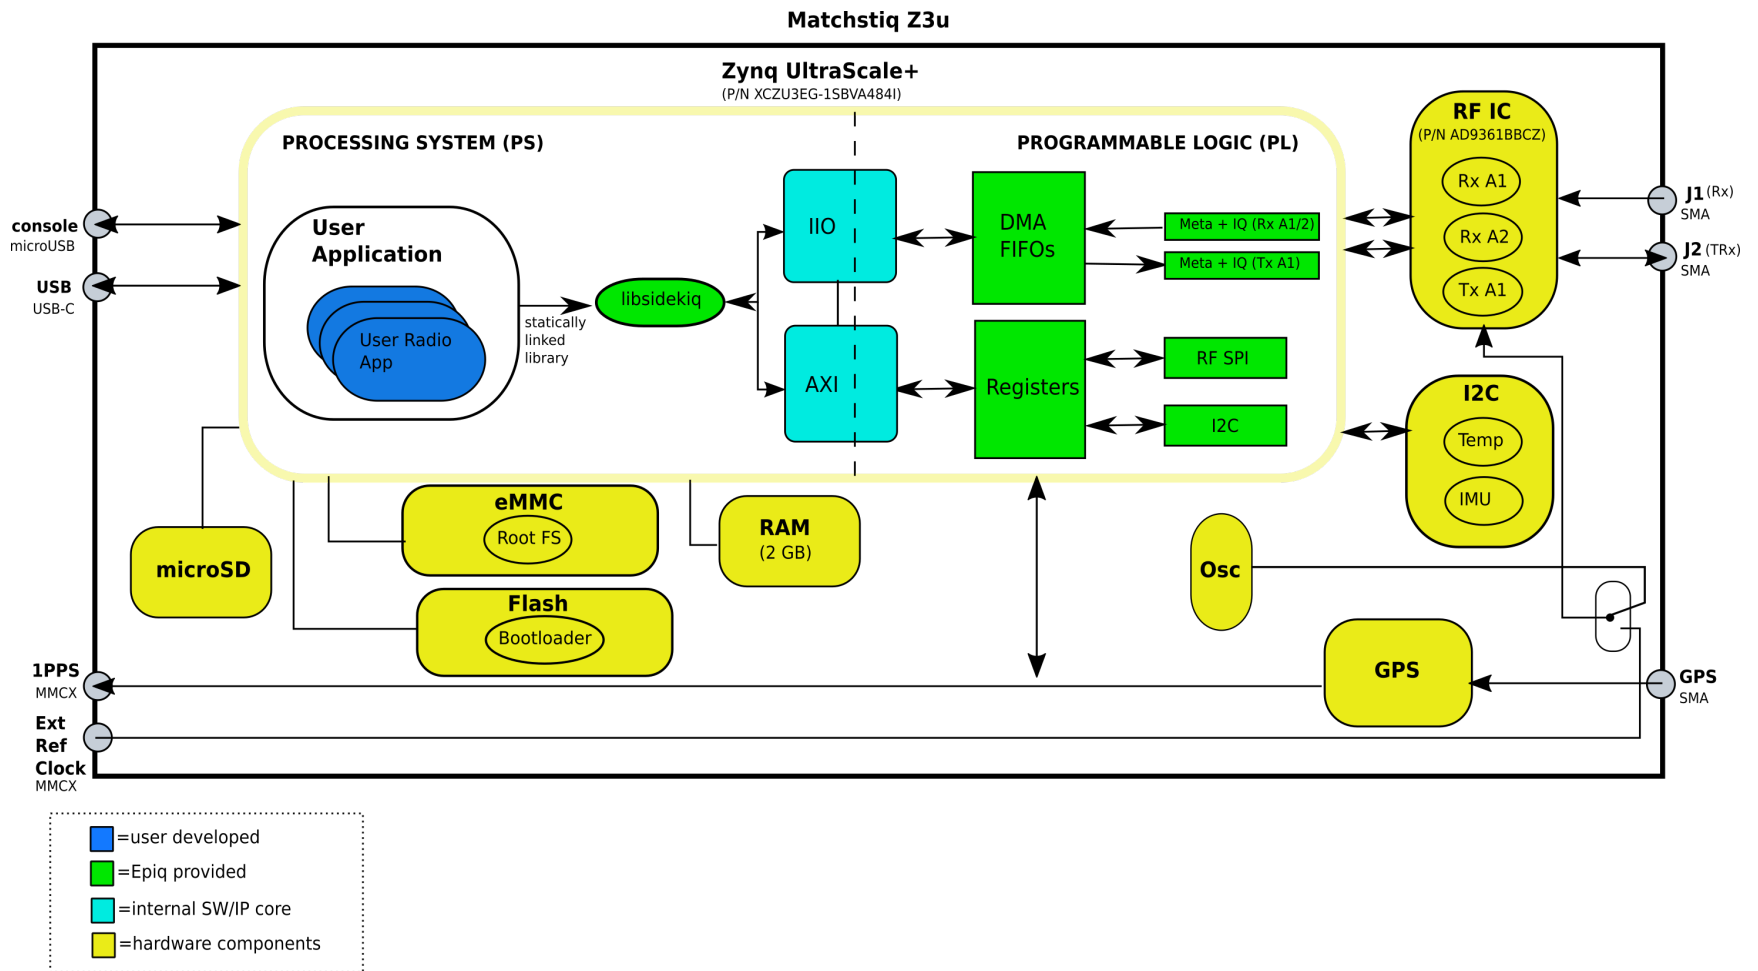 Matchstiq Z3u
Zynq UltraScale+
(P/N XCZU3EG-1SBVA484I)
PROCESSING SYSTEM (PS)
PROGRAMMABLE LOGIC (PL)
RF IC
(P/N AD9361BBCZ)
Rx A1
Rx A2
Tx A1
J1 (Rx)
SMA
J2 (TRx)
SMA
console
microUSB
USB
USB-C
User
Application
User Radio
App
statically
linked
library
libsidekiq
IIO
AXI
DMA
FIFOs
Meta + IQ (Rx A1/2)
Meta + IQ (Tx A1)
Registers
RF SPI
I2C
I2C
Temp
IMU
eMMC
Root FS
RAM
(2 GB)
microSD
Flash
Bootloader
Osc
GPS
GPS
SMA
1PPS
MMCX
Ext
Ref
Clock
MMCX
=user developed
=Epiq provided
=internal SW/IP core
=hardware components